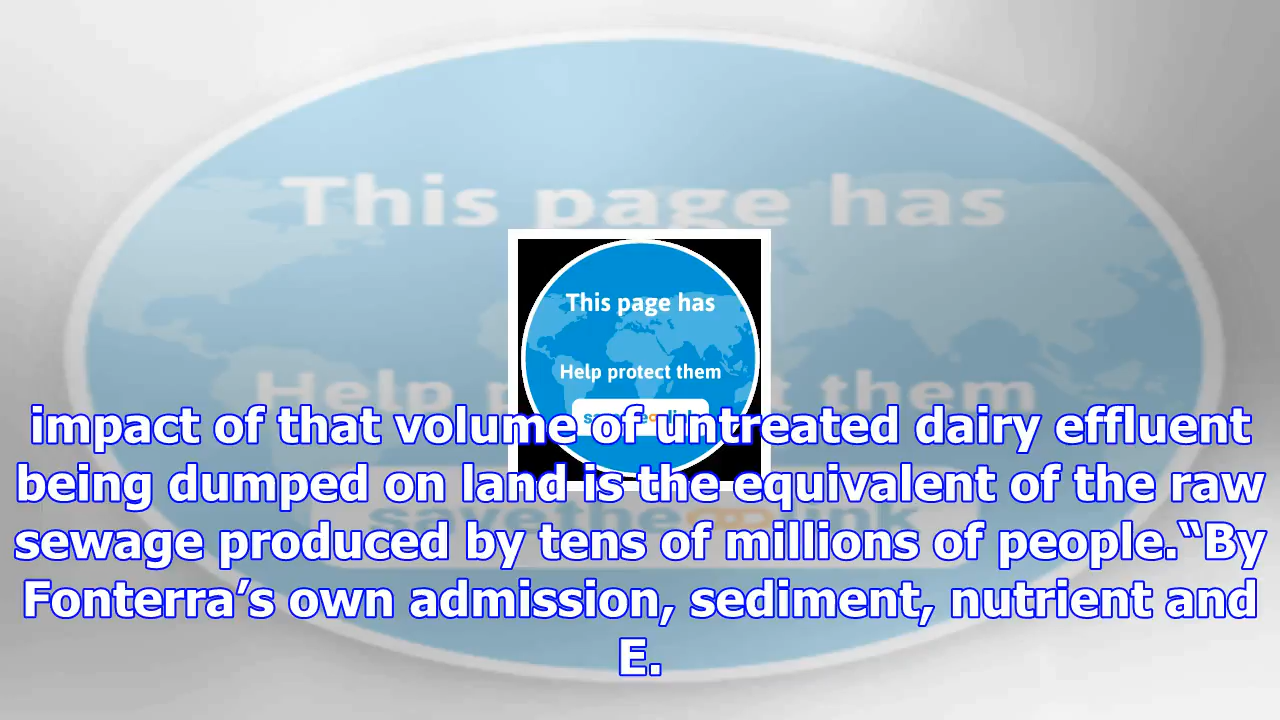 This page has
This page has
Help protect them
Help them
impact of that volume of untreated dairy effluent
being dumped on land is the equivalent of the raw
sewage produced by tens of millions of people.“By
Fonterra’s own admission, sediment, nutrient and
E.